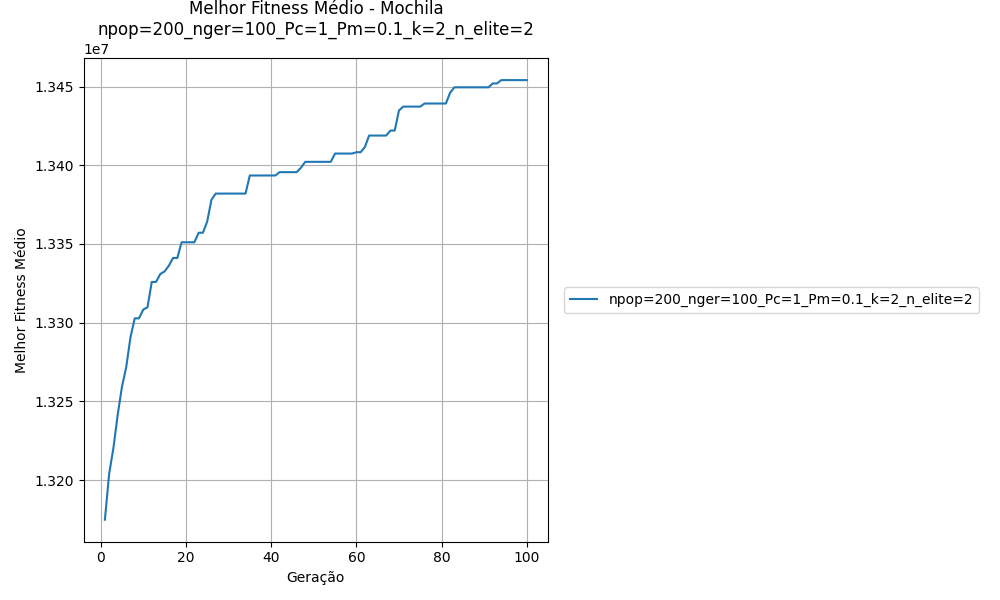 Melhor Fitness Médio - Mochila
npop=200_nger=100_Pc=1_Pm=0.1_k=2_n_elite=2
1e7
1.345
1.340
1.335
1.330
1.325
1.320
Melhor Fitness Médio
0 20 40 60 80 100
Geração
npop=200_nger=100_Pc=1_Pm=0.1_k=2_n_elite=2